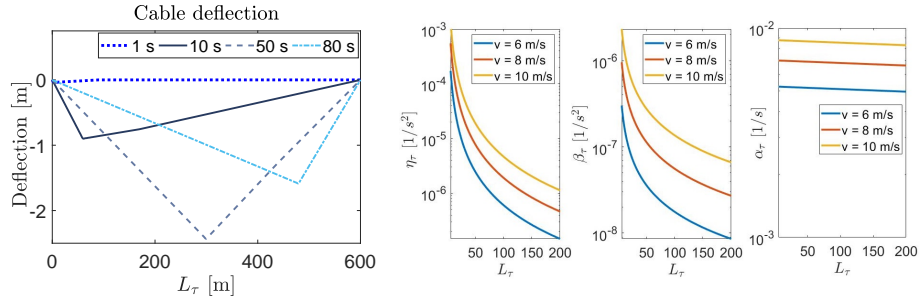 Cable deflection
1 s 10 s 50 s 80 s
0
-1
-2
Deflection [m]
0 200 400 600
L_τ [m]
10⁻³
10⁻⁴
10⁻⁵
10⁻⁶
η_τ [1/s²]
v = 6 m/s
v = 8 m/s
v = 10 m/s
50 100 150 200
L_τ
10⁻⁶
10⁻⁷
10⁻⁸
β_τ [1/s²]
v = 6 m/s
v = 8 m/s
v = 10 m/s
50 100 150 200
L_τ
10⁻²
10⁻³
α_τ [1/s]
v = 6 m/s
v = 8 m/s
v = 10 m/s
50 100 150 200
L_τ